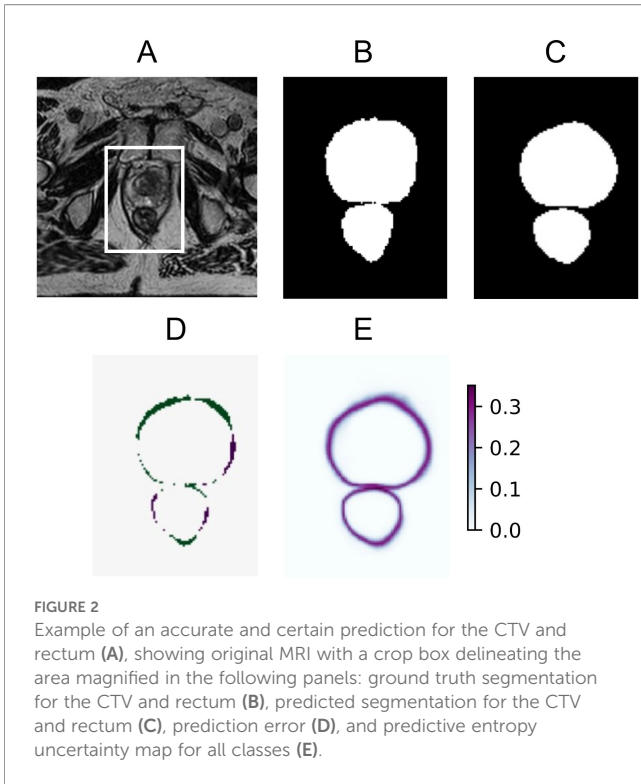 A
B
C
D
E
0.3
0.2
0.1
0.0
FIGURE 2
Example of an accurate and certain prediction for the CTV and
rectum (A), showing original MRI with a crop box delineating the
area magnified in the following panels: ground truth segmentation
for the CTV and rectum (B), predicted segmentation for the CTV
and rectum (C), prediction error (D), and predictive entropy
uncertainty map for all classes (E).